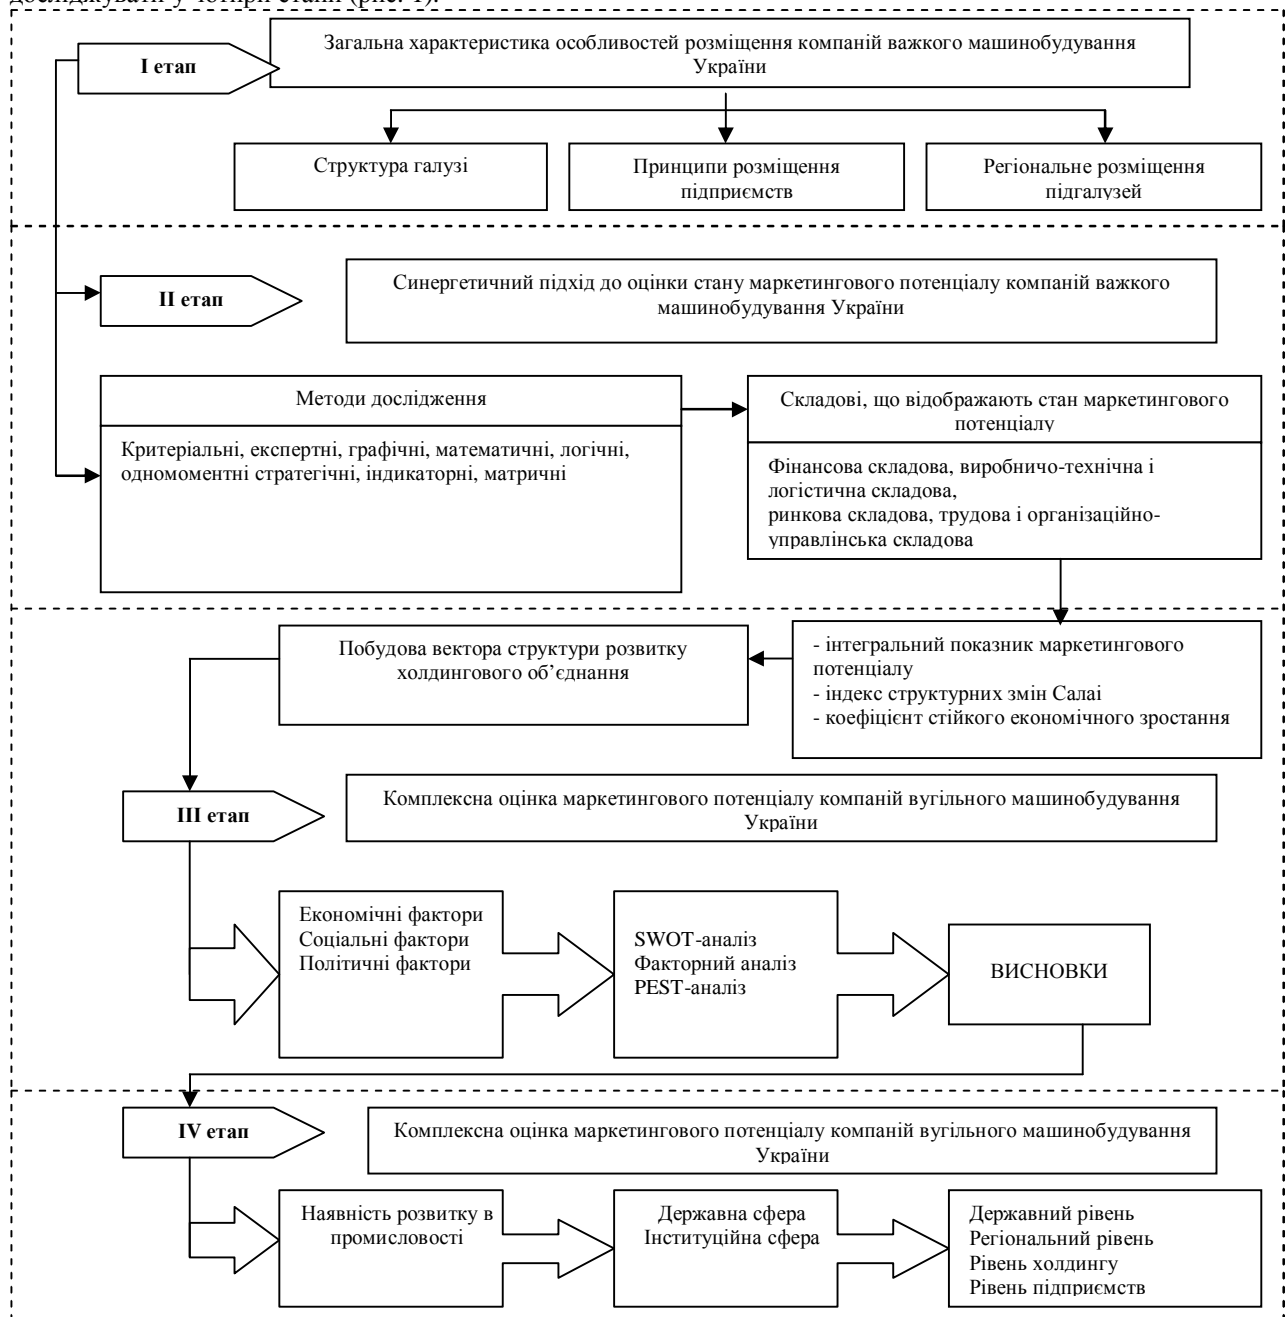 досліджувати у чотири етапи (рис. 1).
Загальна характеристика особливостей розміщення компаній важкого машинобудування
України
І етап
Структура галузі
Принципи розміщення
підприємств
Регіональне розміщення
підгалузей
Синергетичний підхід до оцінки стану маркетингового потенціалу компаній важкого
машинобудування України
ІІ етап
Методи дослідження
Критеріальні, експертні, графічні, математичні, логічні,
одномоментні стратегічні, індикаторні, матричні
Складові, що відображають стан маркетингового
потенціалу
Фінансова складова, виробничо-технічна і
логістична складова,
ринкова складова, трудова і організаційно-
управлінська складова
Побудова вектора структури розвитку
холдингового об’єднання
- інтегральний показник маркетингового
потенціалу
- індекс структурних змін Салаі
- коефіцієнт стійкого економічного зростання
ІІІ етап
Комплексна оцінка маркетингового потенціалу компаній вугільного машинобудування
України
Економічні фактори
Соціальні фактори
Політичні фактори
SWOT-аналіз
Факторний аналіз
PEST-аналіз
ВИСНОВКИ
IV етап
Комплексна оцінка маркетингового потенціалу компаній вугільного машинобудування
України
Наявність розвитку в
промисловості
Державна сфера
Інституційна сфера
Державний рівень
Регіональний рівень
Рівень холдингу
Рівень підприємств